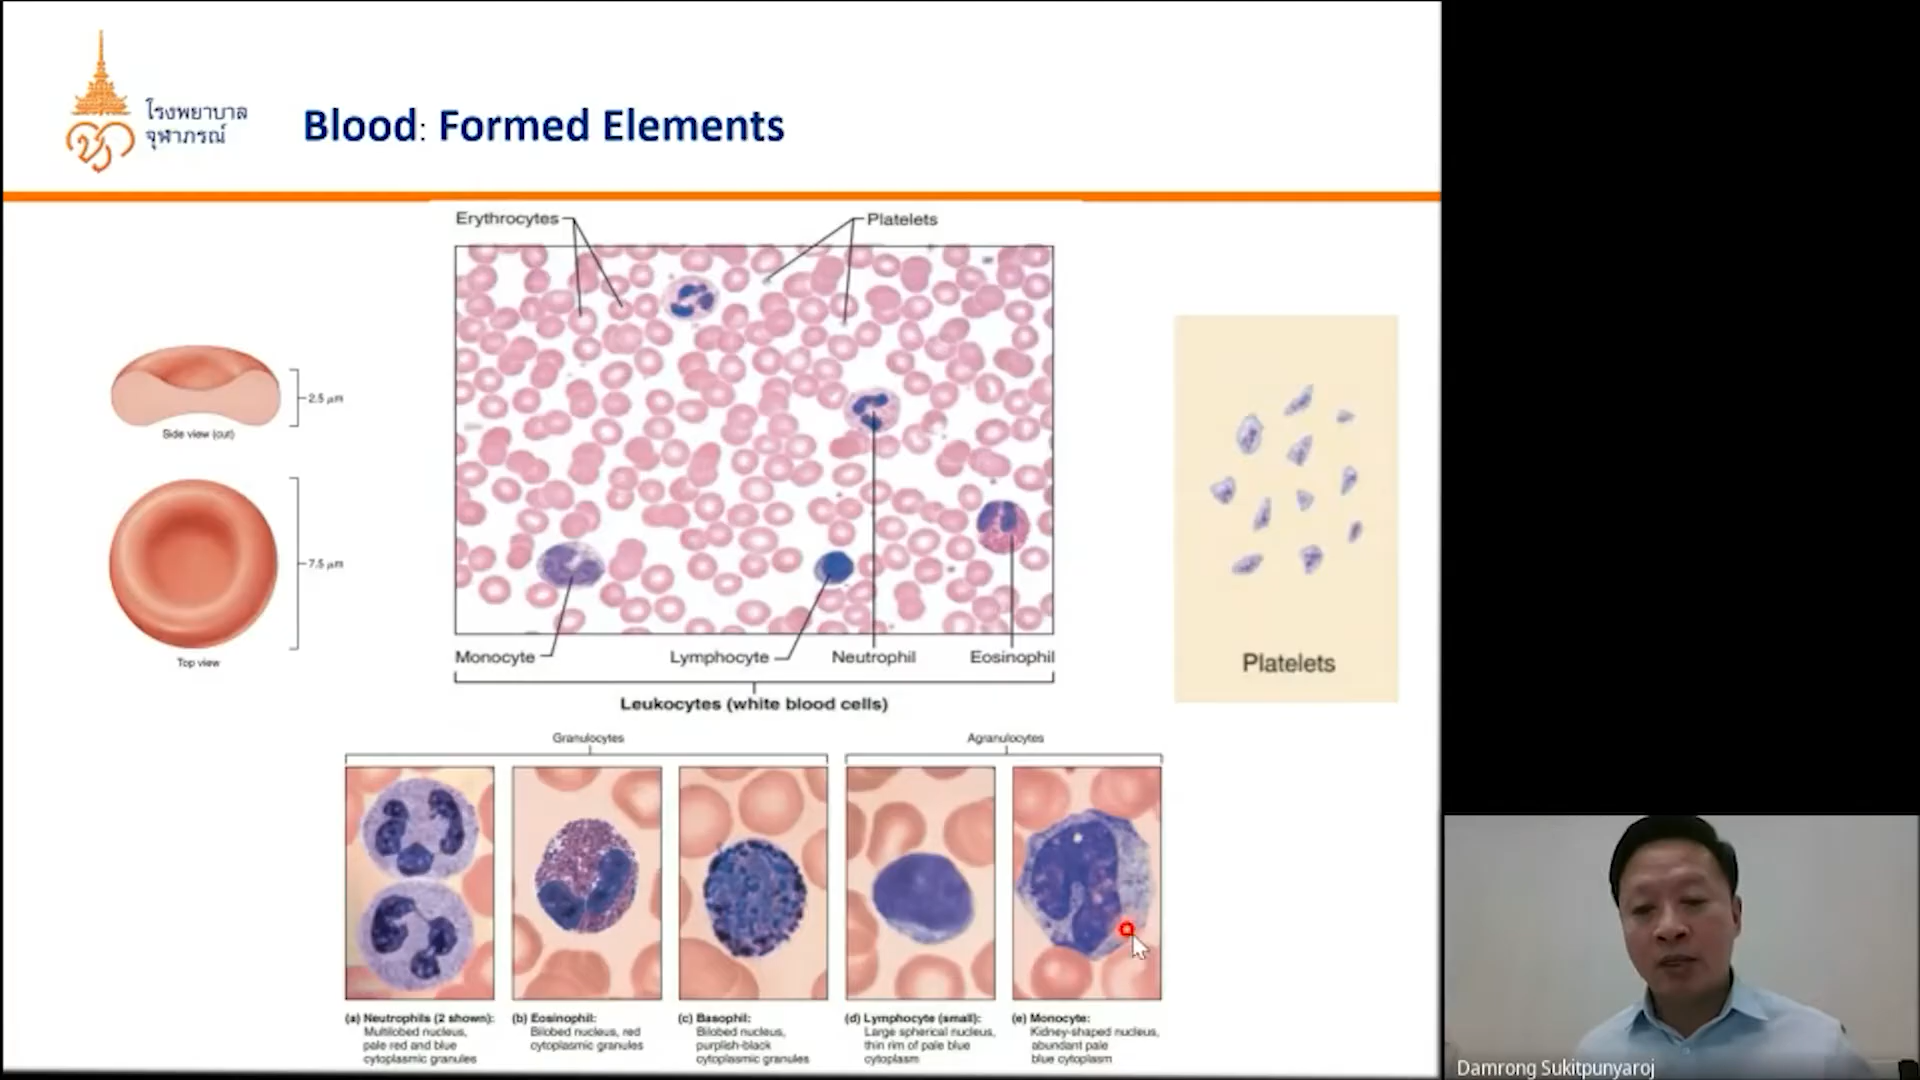 โรงพยาบาล
จุฬาภรณ์
Blood: Formed Elements
Erythrocytes
Platelets
2.5 µm
Side view (cut)
7.5 µm
Top view
Monocyte
Lymphocyte
Neutrophil
Eosinophil
Leukocytes (white blood cells)
Platelets
Granulocytes
Agranulocytes
(a) Neutrophils (2 shown):
Multilobed nucleus,
pale red and blue
cytoplasmic granules
(b) Eosinophil:
Bilobed nucleus, red
cytoplasmic granules
(c) Basophil:
Bilobed nucleus,
purplish-black
cytoplasmic granules
(d) Lymphocyte (small):
Large spherical nucleus,
thin rim of pale blue
cytoplasm
(e) Monocyte:
Kidney-shaped nucleus,
abundant pale
blue cytoplasm
Damrong Sukitpunyaroj